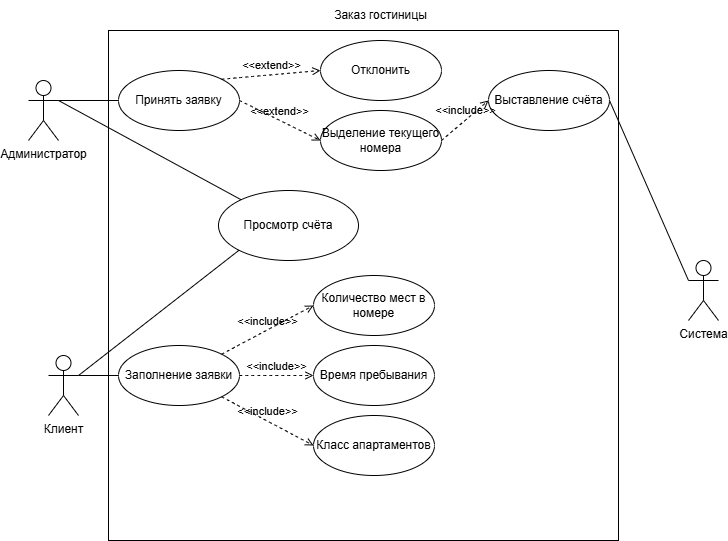 Заказ гостиницы
<<extend>>
Отклонить
Принять заявку
Выставление счёта
<<extend>>
<<include>>
Выделение текущего
номера
Администратор
Просмотр счёта
Количество мест в
номере
<<include>>
Система
Заполнение заявки
<<include>>
Время пребывания
<<include>>
Клиент
Класс апартаментов